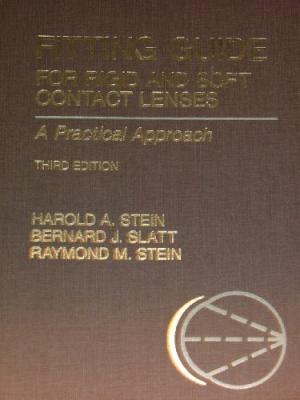 FITTING GUIDE
FOR RIGID AND SOFT
CONTACT LENSES
A Practical Approach
THIRD EDITION
HAROLD A. STEIN
BERNARD J. SLATT
RAYMOND M. STEIN